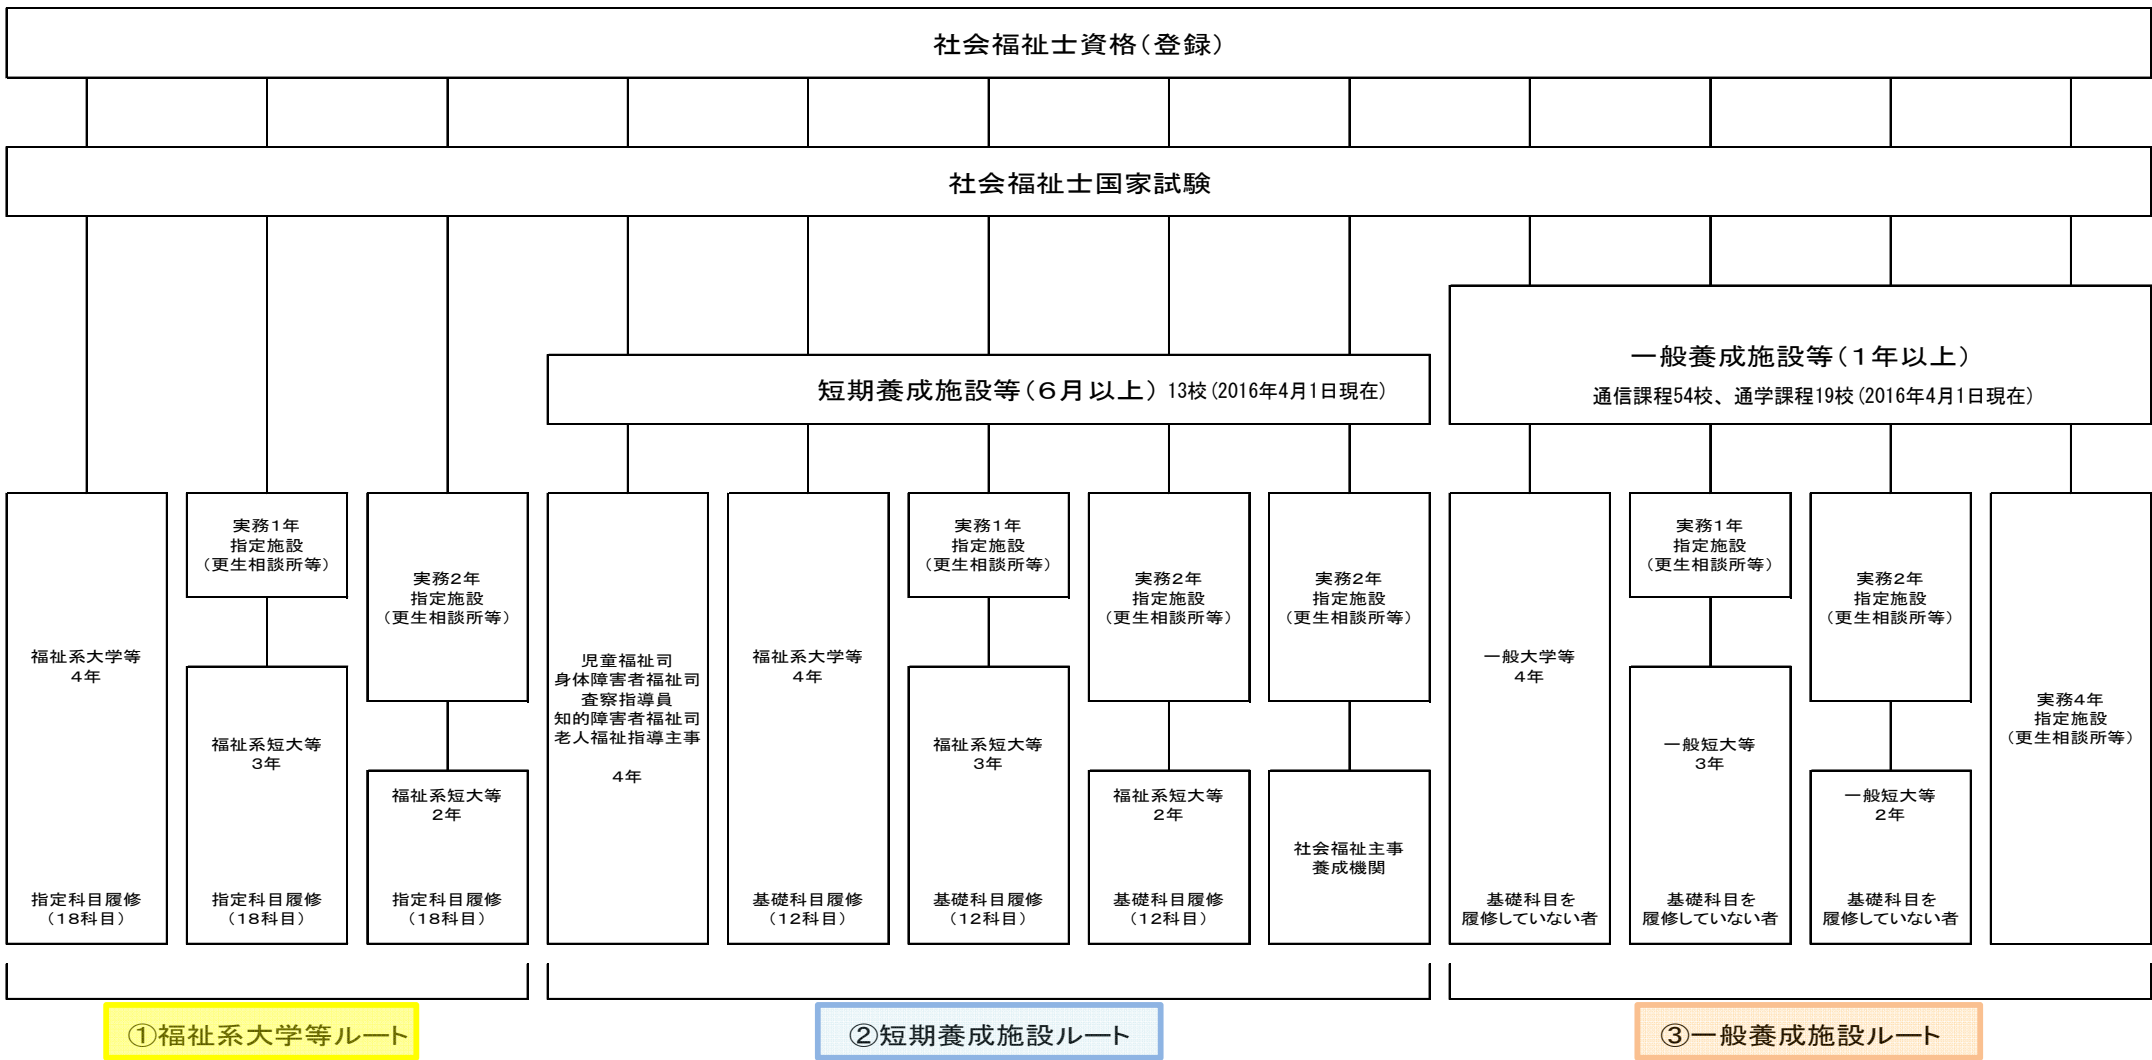 社会福祉士資格（登録）
社会福祉士国家試験
一般養成施設等（１年以上）
通信課程54校、通学課程19校（2016年4月1日現在）
短期養成施設等（６月以上） 13校（2016年4月1日現在）
福祉系大学等
4年
指定科目履修
（18科目）
実務1年
指定施設
（更生相談所等）
福祉系短大等
3年
指定科目履修
（18科目）
実務2年
指定施設
（更生相談所等）
福祉系短大等
2年
指定科目履修
（18科目）
児童福祉司
身体障害者福祉司
査察指導員
知的障害者福祉司
老人福祉指導主事
4年
福祉系大学等
4年
基礎科目履修
（12科目）
実務1年
指定施設
（更生相談所等）
福祉系短大等
3年
基礎科目履修
（12科目）
実務2年
指定施設
（更生相談所等）
福祉系短大等
2年
基礎科目履修
（12科目）
実務2年
指定施設
（更生相談所等）
社会福祉主事
養成機関
一般大学等
4年
基礎科目を
履修していない者
実務1年
指定施設
（更生相談所等）
一般短大等
3年
基礎科目を
履修していない者
実務2年
指定施設
（更生相談所等）
一般短大等
2年
基礎科目を
履修していない者
実務4年
指定施設
（更生相談所等）
①福祉系大学等ルート
②短期養成施設ルート
③一般養成施設ルート